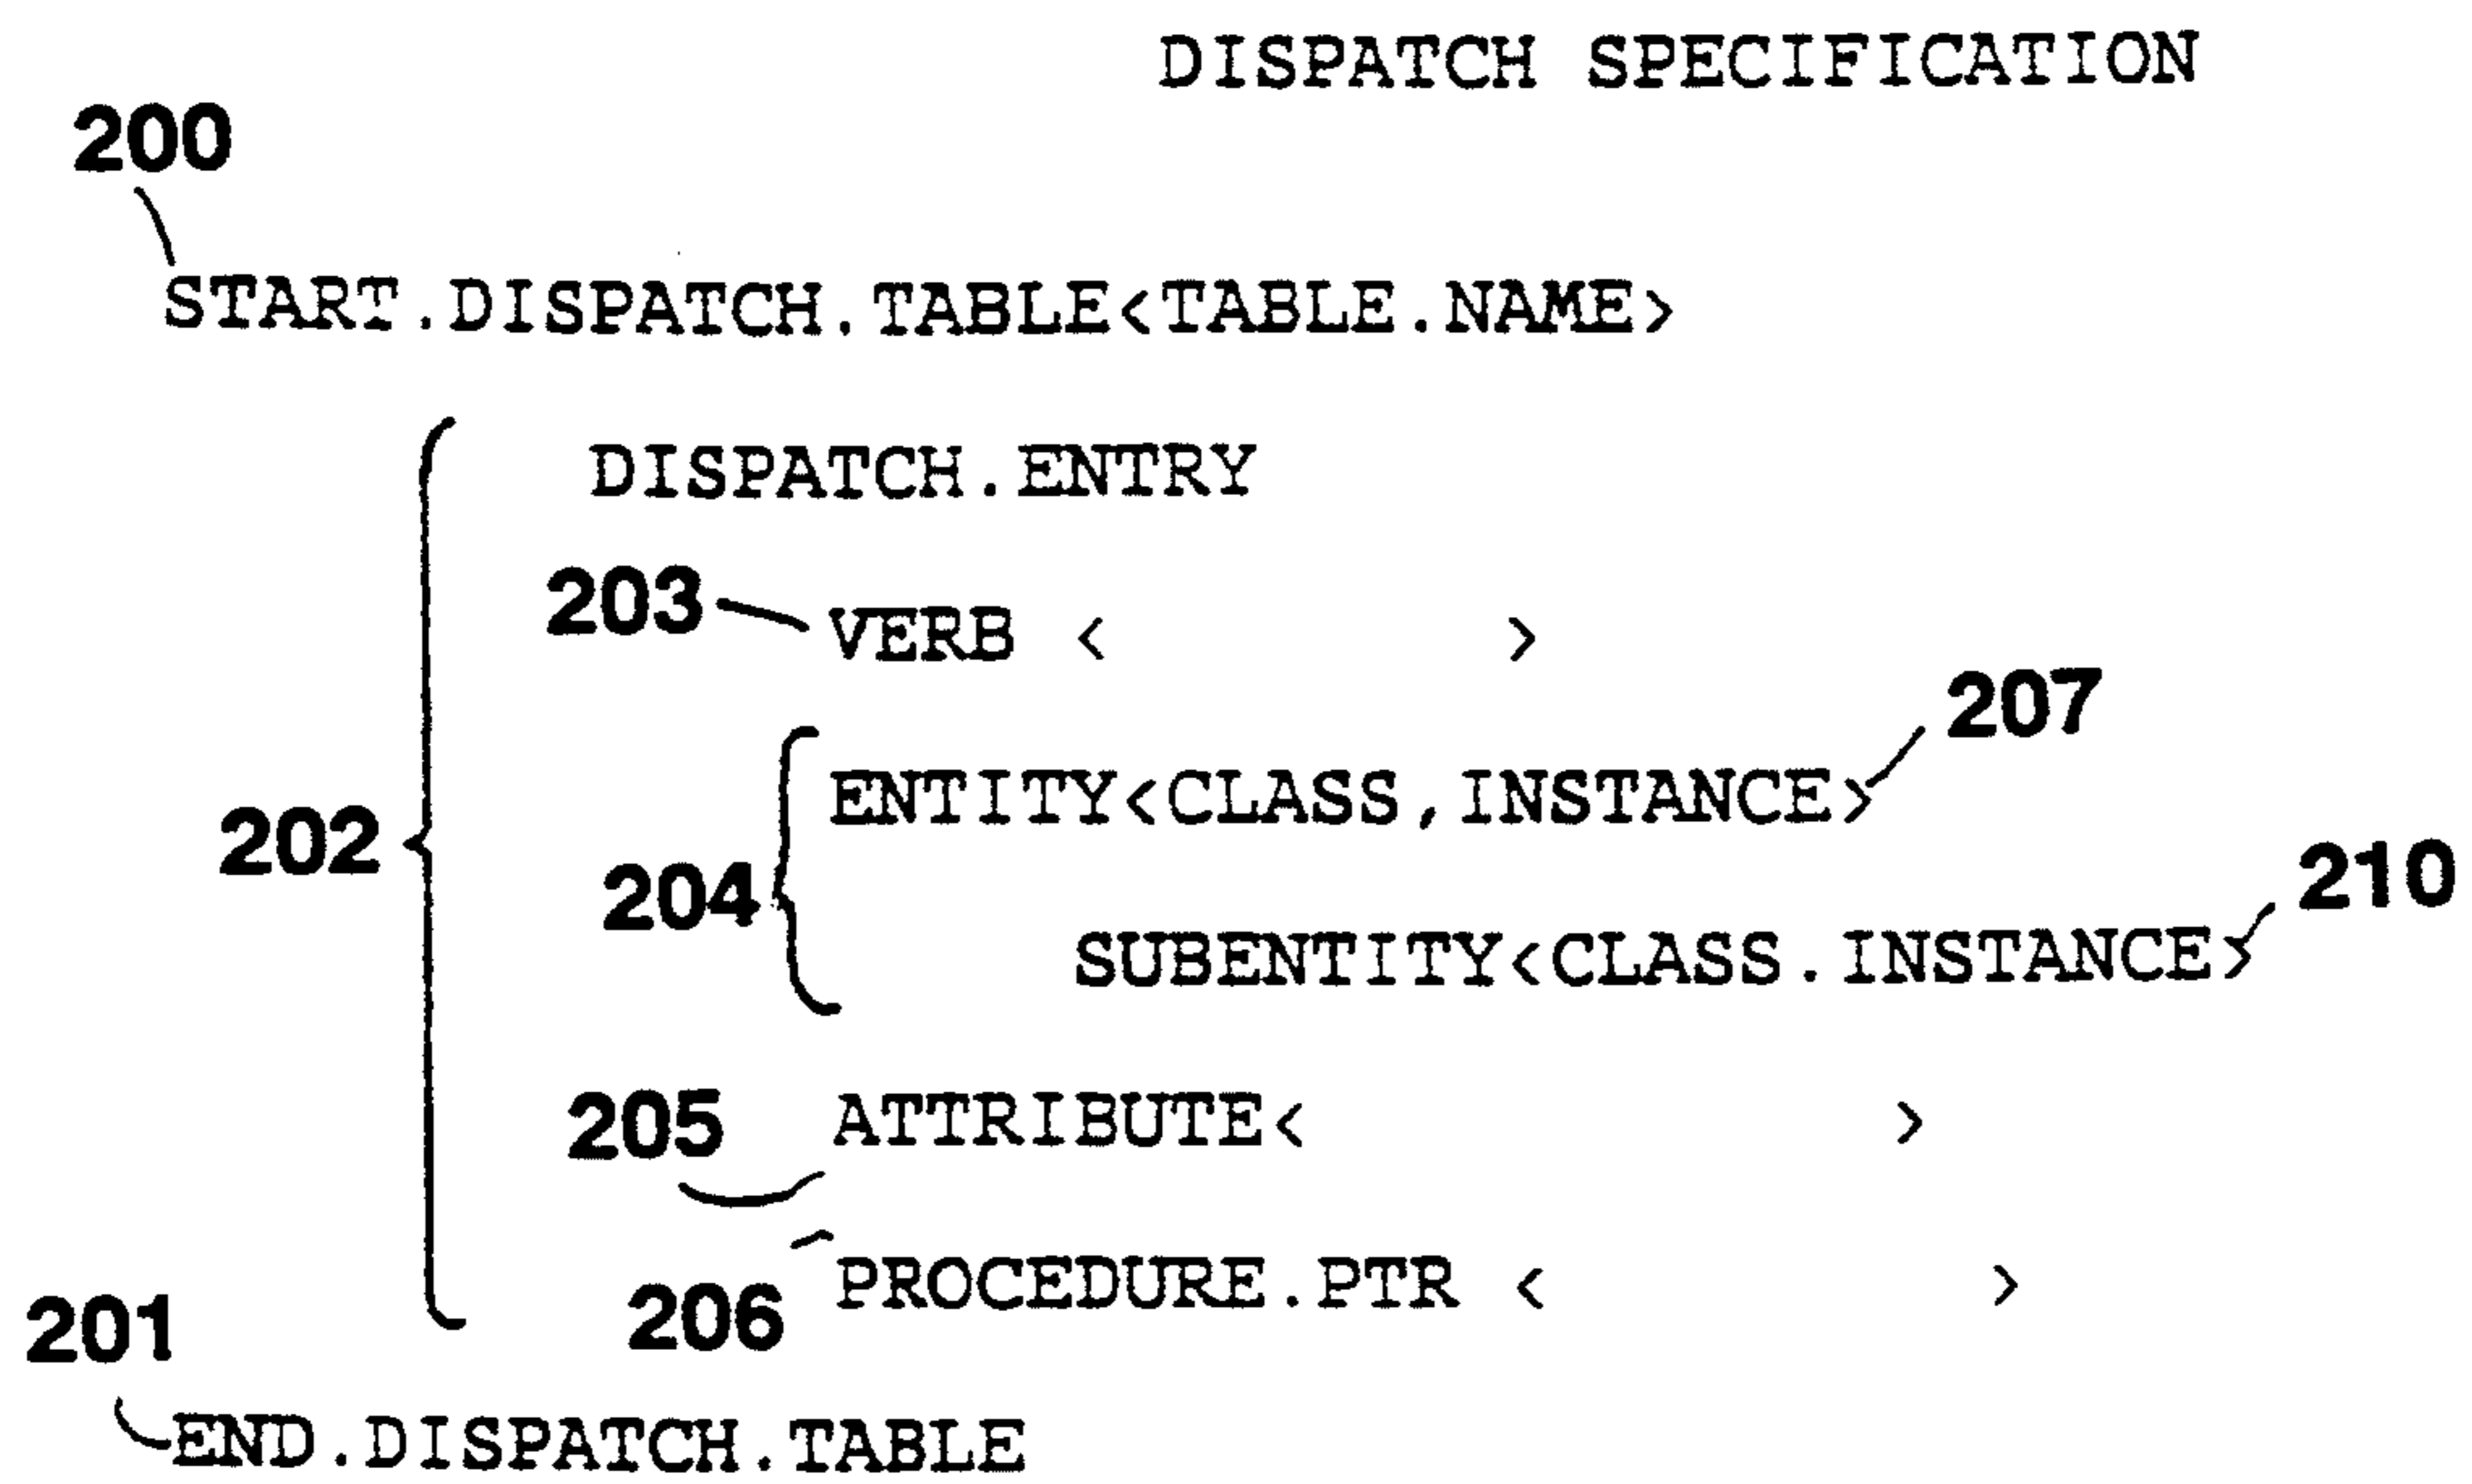 DISPATCH SPECIFICATION
200
START.DISPATCH.TABLE<TABLE.NAME>
DISPATCH.ENTRY
203 VERB < >
207
ENTITY<CLASS,INSTANCE>
202
204
210
SUBENTITY<CLASS.INSTANCE>
205 ATTRIBUTE< >
206 PROCEDURE.PTR < >
201
END.DISPATCH.TABLE